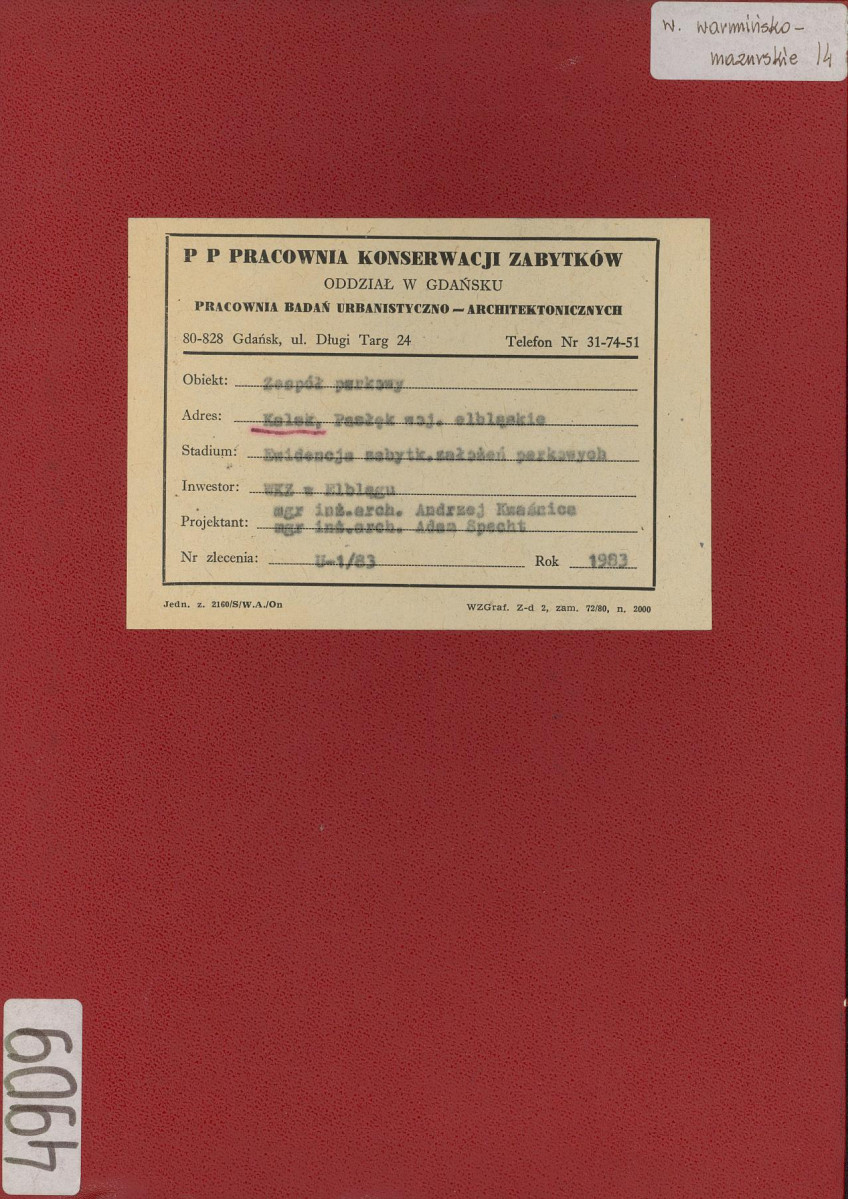 w. warmińsko-
mazurskie 14
P P PRACOWNIA KONSERWACJI ZABYTKÓW
ODDZIAŁ W GDAŃSKU
PRACOWNIA BADAŃ URBANISTYCZNO — ARCHITEKTONICZNYCH
80-828 Gdańsk, ul. Długi Targ 24 Telefon Nr 31-74-51
Obiekt: Zespół parkowy
Adres: Pasłęk woj. elbląskie
Stadium: Ewidencja zabytk.założeń parkowych
Inwestor: WKZ w Elblągu
mgr inż.arch. Andrzej Kwaśnica
Projektant: mgr inż.arch. Adam Specht
Nr zlecenia: U-1/83 Rok 1983
Jedn. z. 2160/S/W.A./On WZGraf. Z-d 2, zam. 72/80, n. 2000